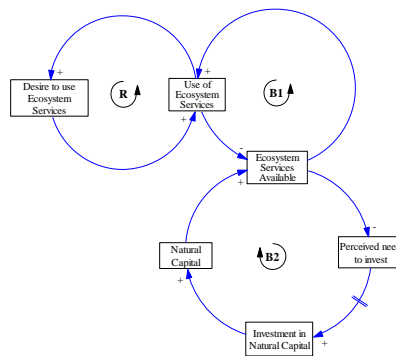 +
+
Desire to use
Ecosystem
Services
R
Use of
Ecosystem
Services
B1
+
-
Ecosystem
Services
Available
+
-
Natural
Capital
B2
Perceived need
to invest
+
Investment in
Natural Capital
+